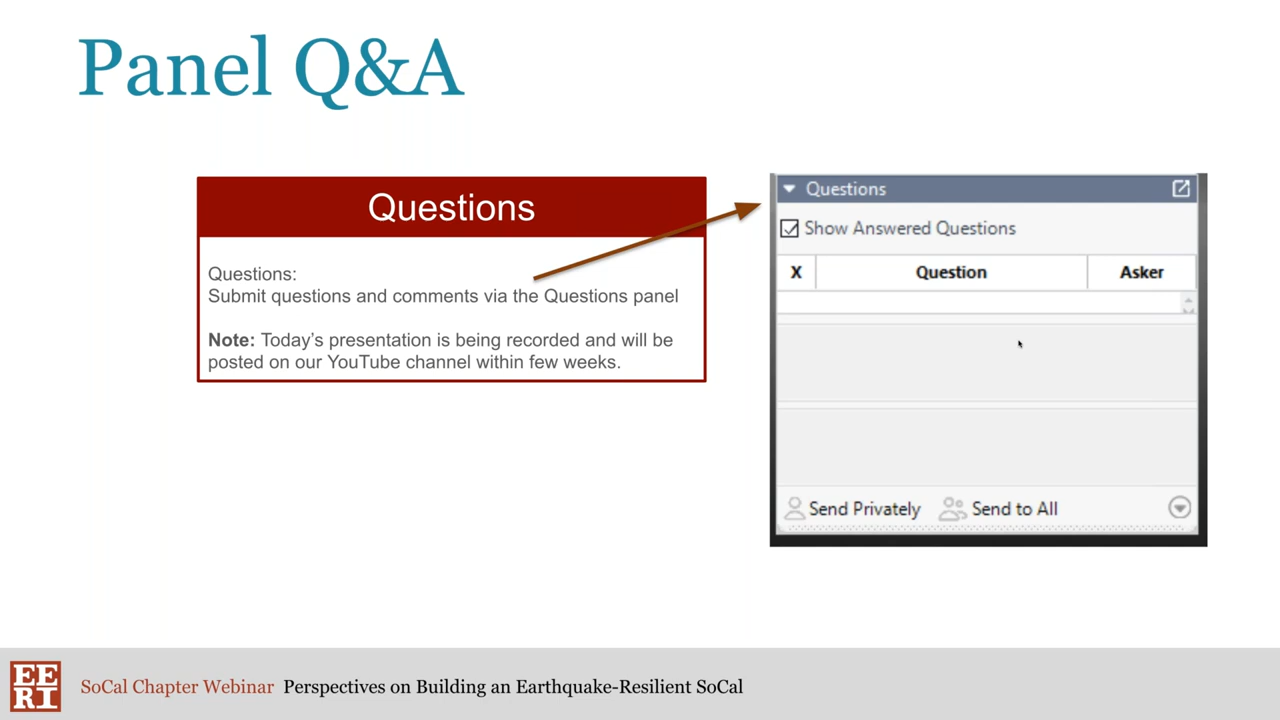 Panel Q&A
Questions
Questions:
Submit questions and comments via the Questions panel
Note: Today's presentation is being recorded and will be
posted on our YouTube channel within few weeks.
Questions
Show Answered Questions
X Question Asker
Send Privately Send to All
EE
RI
SoCal Chapter Webinar Perspectives on Building an Earthquake-Resilient SoCal